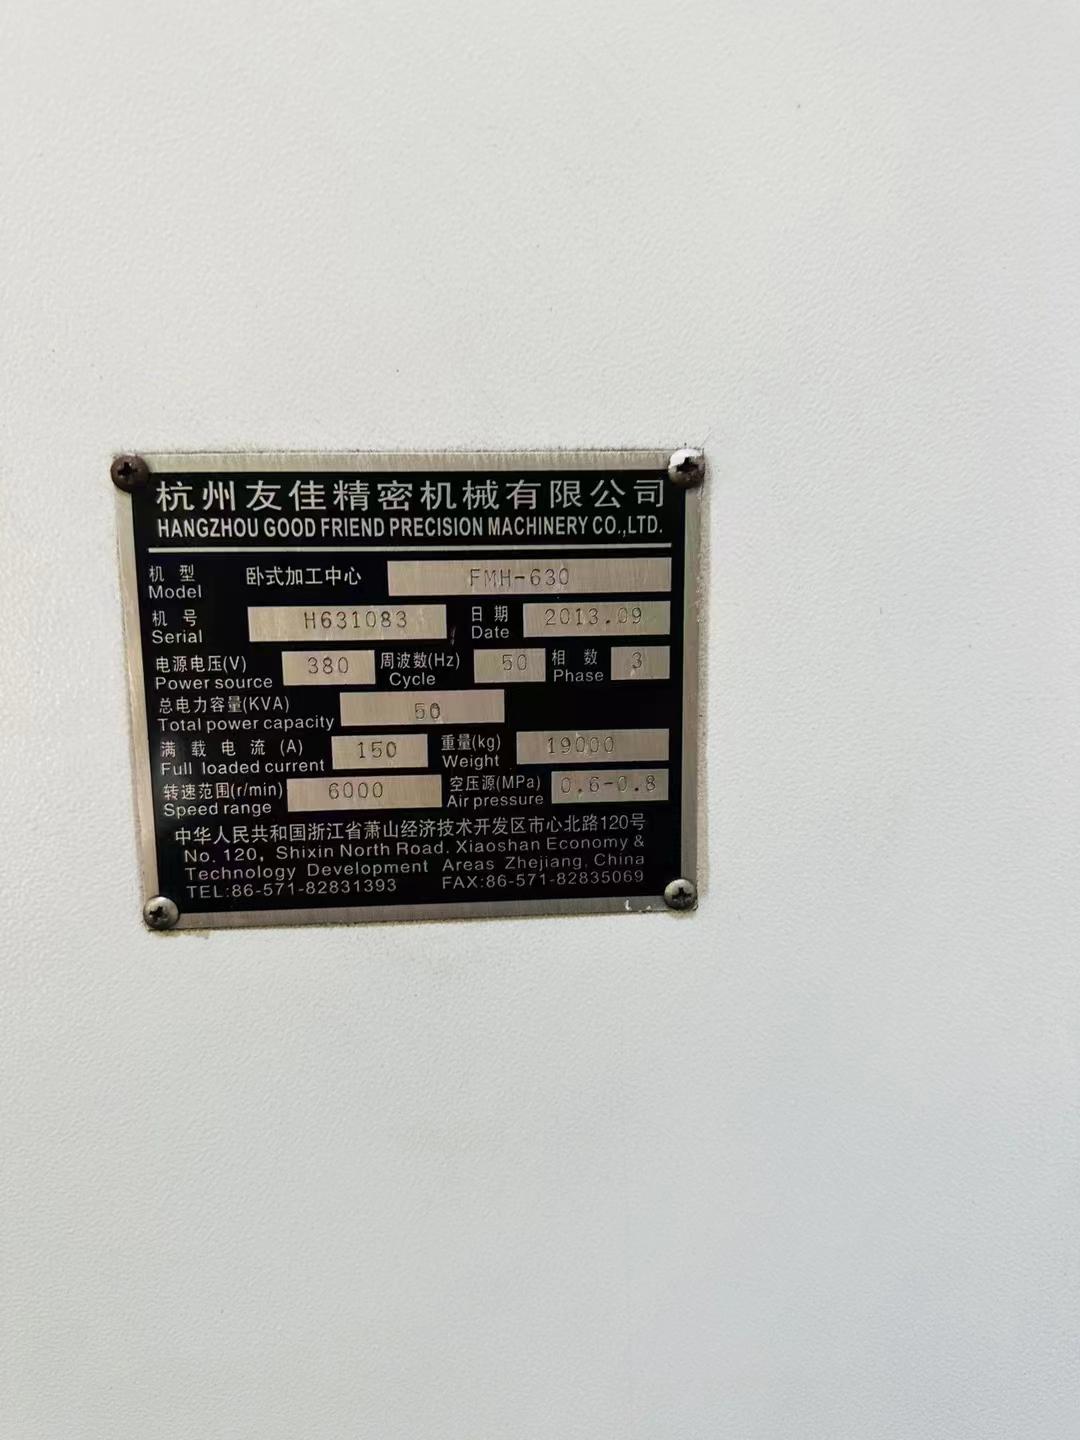 杭州友佳精密机械有限公司
HANGZHOU GOOD FRIEND PRECISION MACHINERY CO.,LTD.
机 型 卧式加工中心 FMH-630
Model
机 号 H631083 日 期 2013.09
Serial Date
电源电压(V) 380 周波数(Hz) 50 相 数 3
Power source Cycle Phase
总电力容量(KVA) 50
Total power capacity
满 载 电 流 (A) 150 重量(kg) 19000
Full loaded current Weight
转速范围(r/min) 6000 空压源(MPa) 0.6-0.8
Speed range Air pressure
中华人民共和国浙江省萧山经济技术开发区市心北路120号
No. 120, Shixin North Road. Xiaoshan Economy &
Technology Development Areas Zhejiang, China
TEL:86-571-82831393 FAX:86-571-82835069